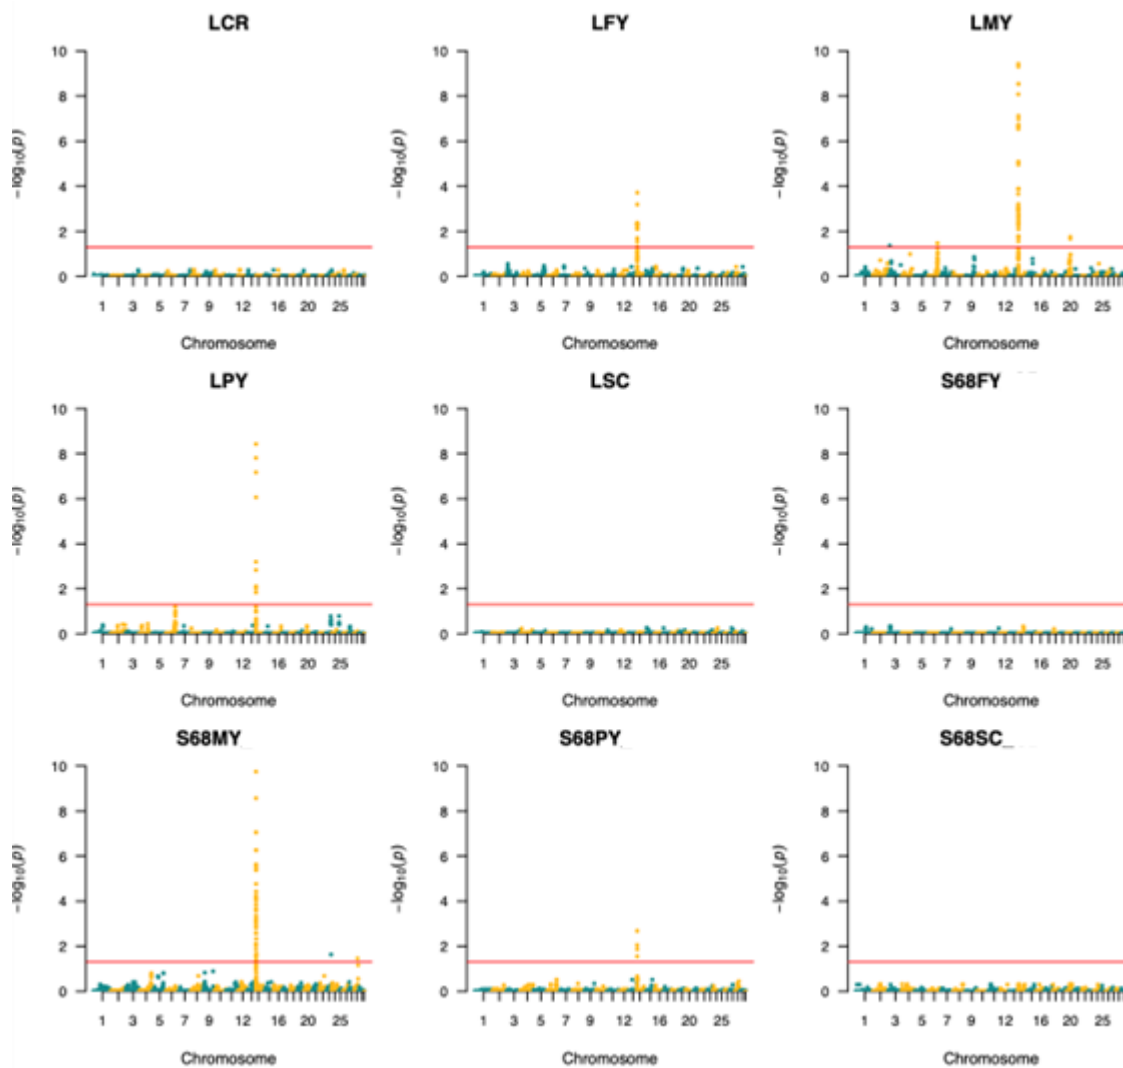 LCR LFY LMY
10 10 10
8 8 8
6 6 6
-log10(p) -log10(p) -log10(p)
4 4 4
2 2 2
0 0 0
1 3 5 7 9 12 16 20 25 1 3 5 7 9 12 16 20 25 1 3 5 7 9 12 16 20 25
Chromosome Chromosome Chromosome
LPY LSC S68FY
10 10 10
8 8 8
6 6 6
-log10(p) -log10(p) -log10(p)
4 4 4
2 2 2
0 0 0
1 3 5 7 9 12 16 20 25 1 3 5 7 9 12 16 20 25 1 3 5 7 9 12 16 20 25
Chromosome Chromosome Chromosome
S68MY_ S68PY_ S68SC_
10 10 10
8 8 8
6 6 6
-log10(p) -log10(p) -log10(p)
4 4 4
2 2 2
0 0 0
1 3 5 7 9 12 16 20 25 1 3 5 7 9 12 16 20 25 1 3 5 7 9 12 16 20 25
Chromosome Chromosome Chromosome